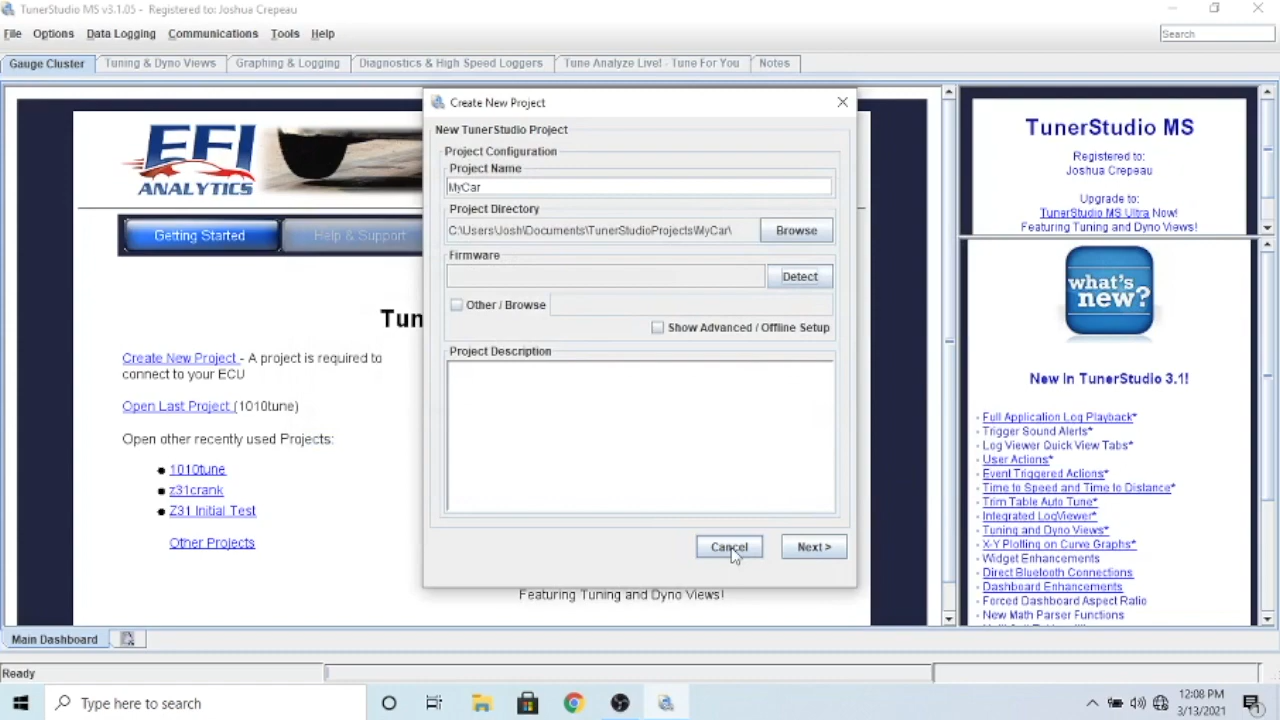 TunerStudio MS v3.1.05 - Registered to: Joshua Crepeau
File Options Data Logging Communications Tools Help
Search
Gauge Cluster Tuning & Dyno Views Graphing & Logging Diagnostics & High Speed Loggers Tune Analyze Live! - Tune For You Notes
EFI
ANALYTICS
Getting Started Help & Support
Tun
Create New Project - A project is required to
connect to your ECU
Open Last Project (1010tune)
Open other recently used Projects:
● 1010tune
● z31crank
● Z31 Initial Test
Other Projects
Featuring Tuning and Dyno Views!
Create New Project
New TunerStudio Project
Project Configuration
Project Name
MyCar
Project Directory
C:\Users\Josh\Documents\TunerStudioProjects\MyCar\ Browse
Firmware
Detect
Other / Browse
Show Advanced / Offline Setup
Project Description
Cancel Next >
TunerStudio MS
Registered to:
Joshua Crepeau
Upgrade to:
TunerStudio MS Ultra Now!
Featuring Tuning and Dyno Views!
what's
new?
New In TunerStudio 3.1!
- Full Application Log Playback*
- Trigger Sound Alerts*
- Log Viewer Quick View Tabs*
- User Actions*
- Event Triggered Actions*
- Time to Speed and Time to Distance*
- Trim Table Auto Tune*
- Integrated LogViewer*
- Tuning and Dyno Views*
- X-Y Plotting on Curve Graphs*
- Widget Enhancements
- Direct Bluetooth Connections
- Dashboard Enhancements
- Forced Dashboard Aspect Ratio
- New Math Parser Functions
Main Dashboard
Ready
Type here to search
12:08 PM
3/13/2021
1